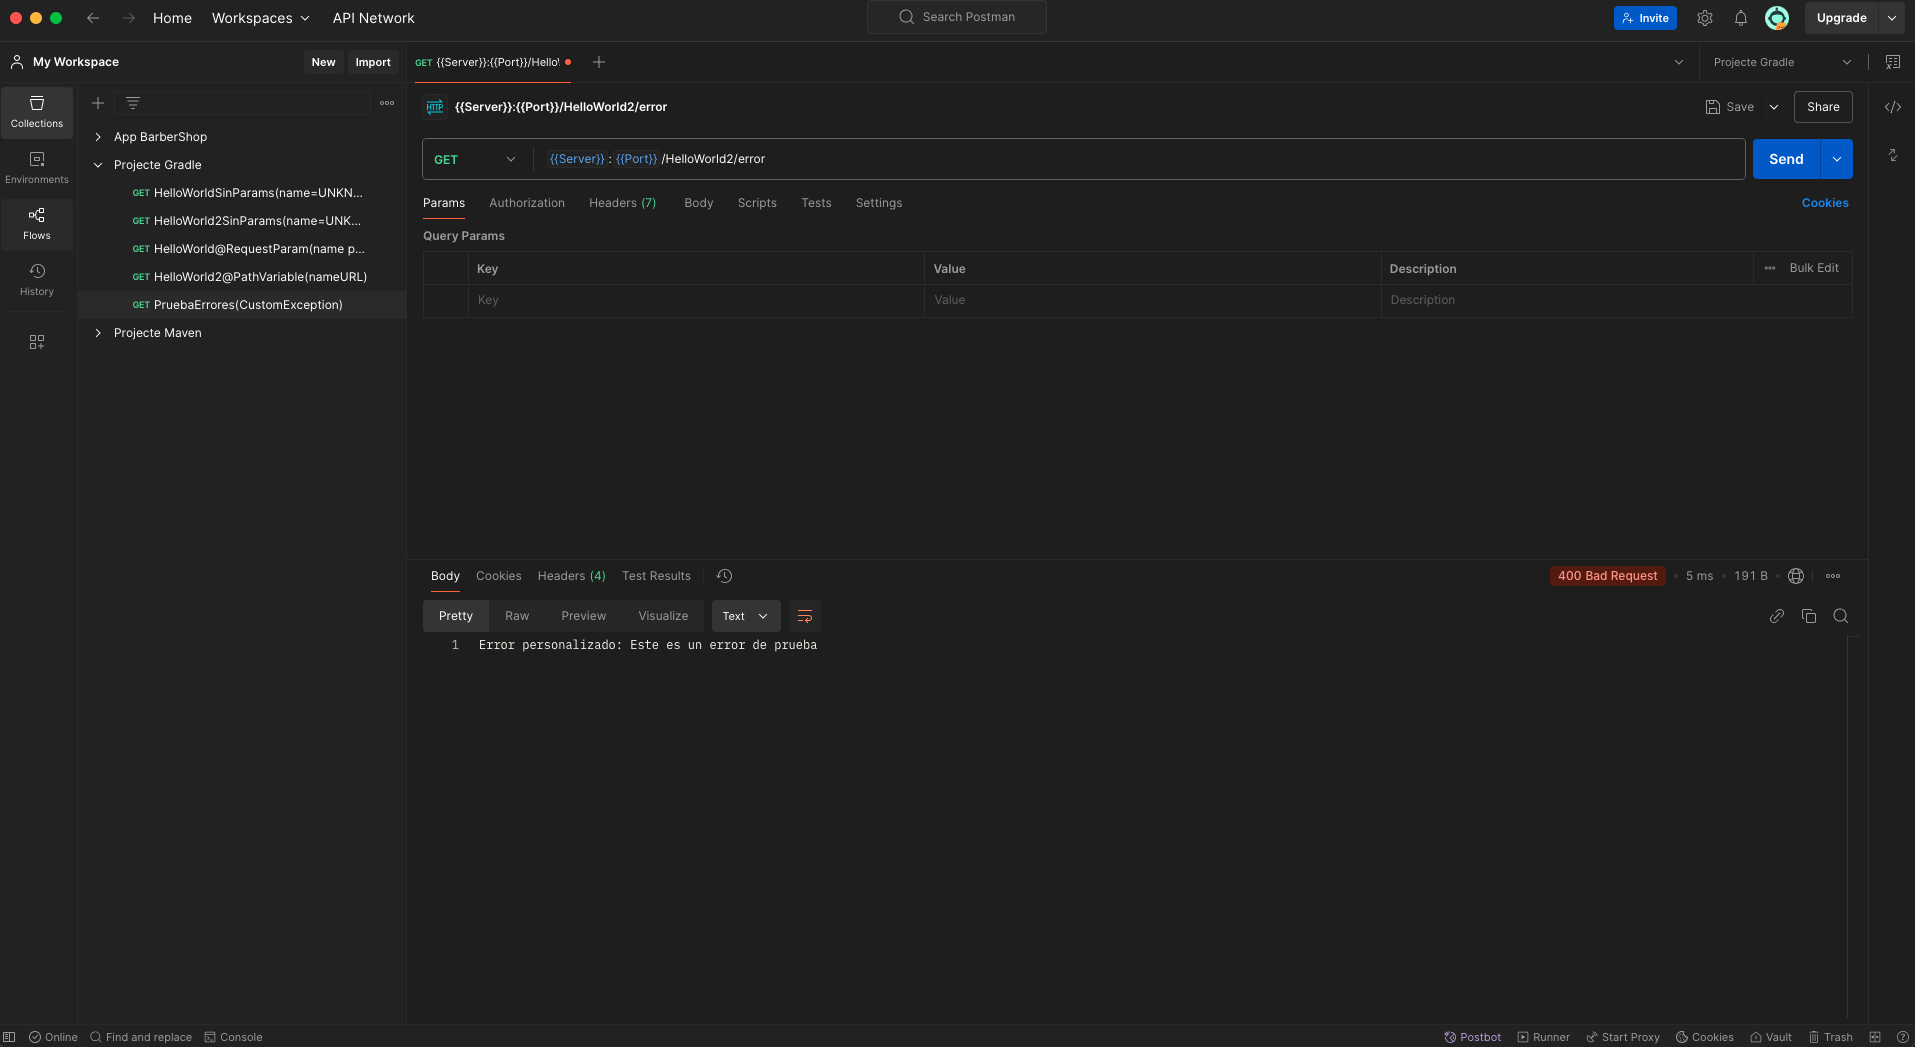 Home
Workspaces
API Network
Search Postman
Invite
Upgrade
My Workspace
New
Import
GET {{Server}}:{{Port}}/Hello\
Projecte Gradle
Collections
Environments
Flows
History
App BarberShop
Projecte Gradle
GET HelloWorldSinParams(name=UNKN...
GET HelloWorld2SinParams(name=UNK...
GET HelloWorld@RequestParam(name p...
GET HelloWorld2@PathVariable(nameURL)
GET PruebaErrores(CustomException)
Projecte Maven
HTTP {{Server}}:{{Port}}/HelloWorld2/error
Save
Share
GET
{{Server}} : {{Port}} /HelloWorld2/error
Send
Params
Authorization
Headers (7)
Body
Scripts
Tests
Settings
Cookies
Query Params
Key
Value
Description
Bulk Edit
Key
Value
Description
Body
Cookies
Headers (4)
Test Results
400 Bad Request
5 ms
191 B
Pretty
Raw
Preview
Visualize
Text
1 Error personalizado: Este es un error de prueba
Online
Find and replace
Console
Postbot
Runner
Start Proxy
Cookies
Vault
Trash